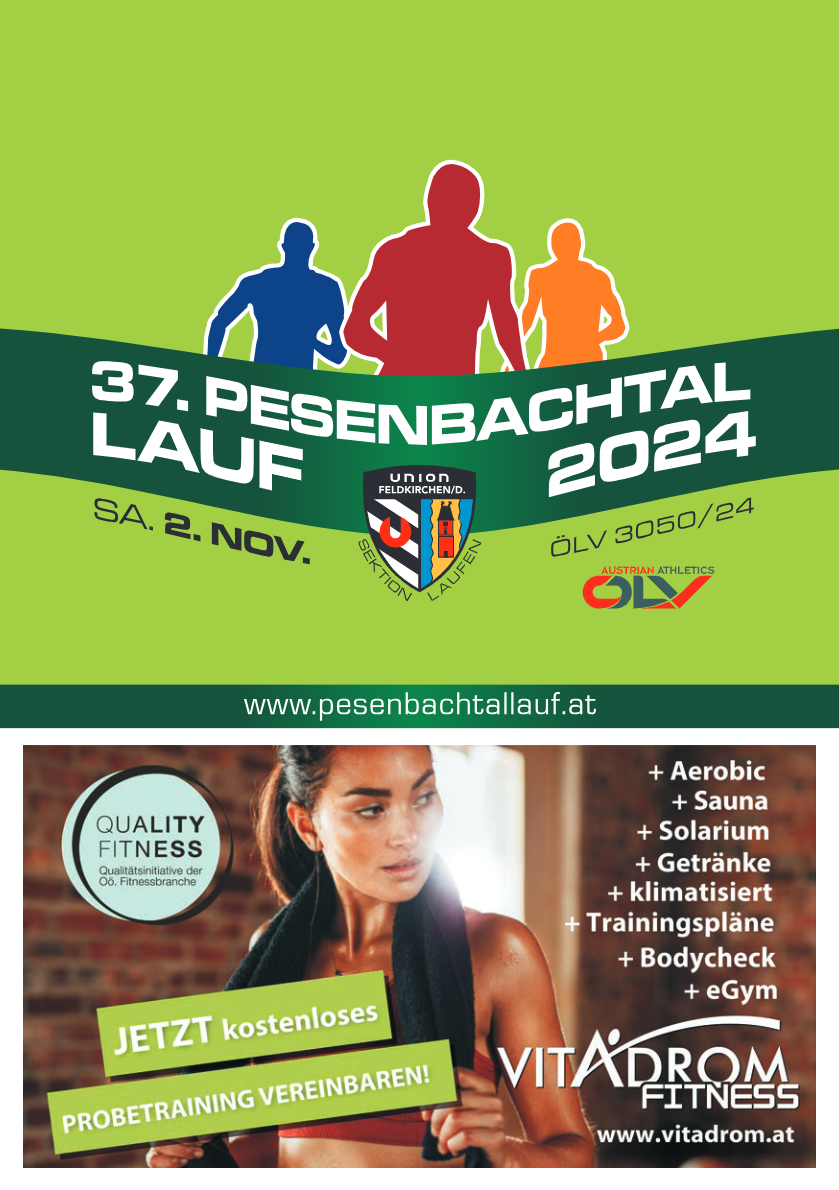 37. PESENBACHTAL
LAUF 2024
SA. 2. NOV.
union
FELDKIRCHEN/D.
SEKTION LAUFEN
ÖLV 3050/24
AUSTRIAN ATHLETICS
ÖLV
www.pesenbachtallauf.at
QUALITY
FITNESS
Qualitätsinitiative der
Oö. Fitnessbranche
+ Aerobic
+ Sauna
+ Solarium
+ Getränke
+ klimatisiert
+ Trainingspläne
+ Bodycheck
+ eGym
JETZT kostenloses
PROBETRAINING VEREINBAREN!
VITADROM
FITNESS
www.vitadrom.at